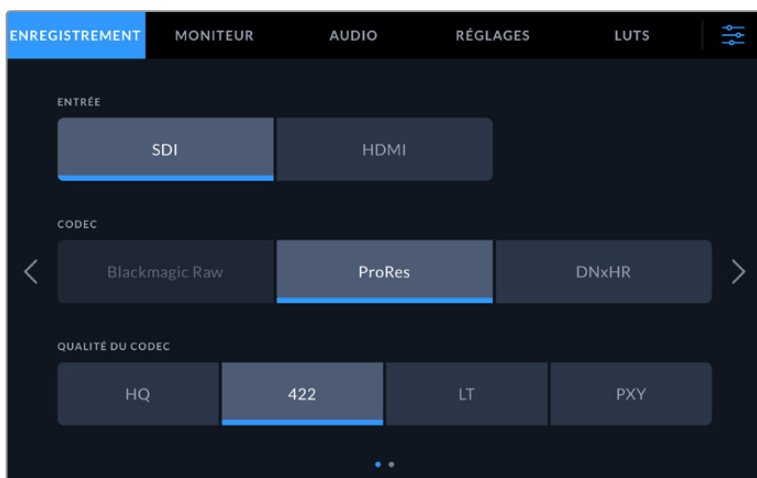 ENREGISTREMENT MONITEUR AUDIO RÉGLAGES LUTS
ENTRÉE
SDI HDMI
CODEC
Blackmagic Raw ProRes DNxHR
QUALITÉ DU CODEC
HQ 422 LT PXY